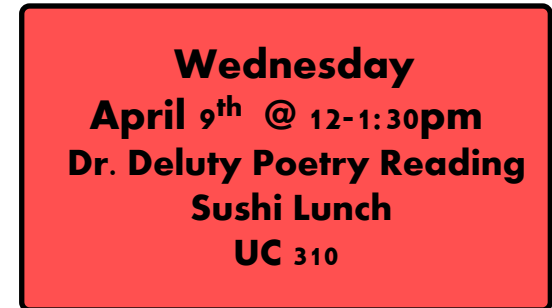 Wednesday
April 9th @ 12-1:30pm
Dr. Deluty Poetry Reading
Sushi Lunch
UC 310